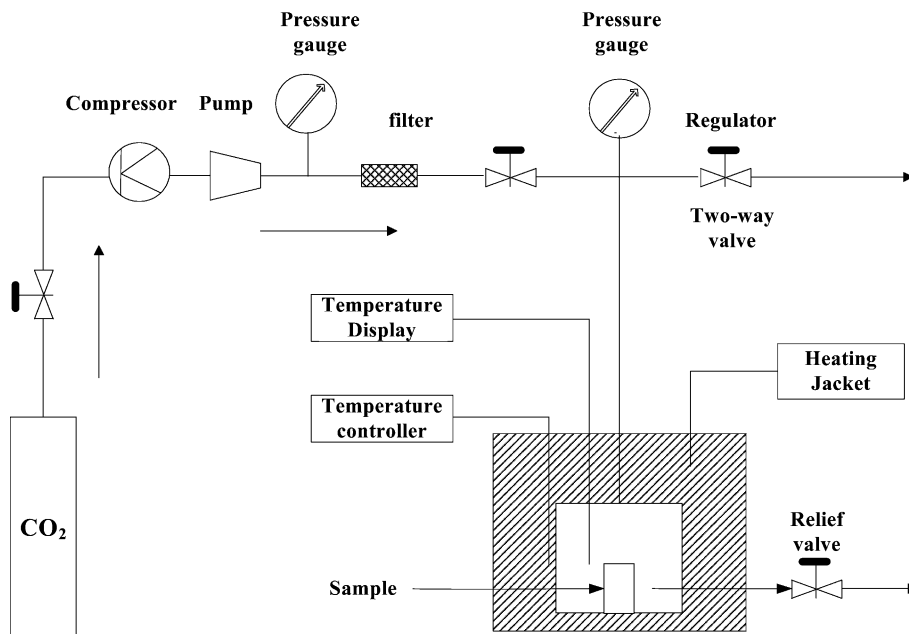 Pressure
gauge
Pressure
gauge
Compressor
Pump
filter
Regulator
Two-way
valve
Temperature
Display
Heating
Jacket
Temperature
controller
CO₂
Relief
valve
Sample